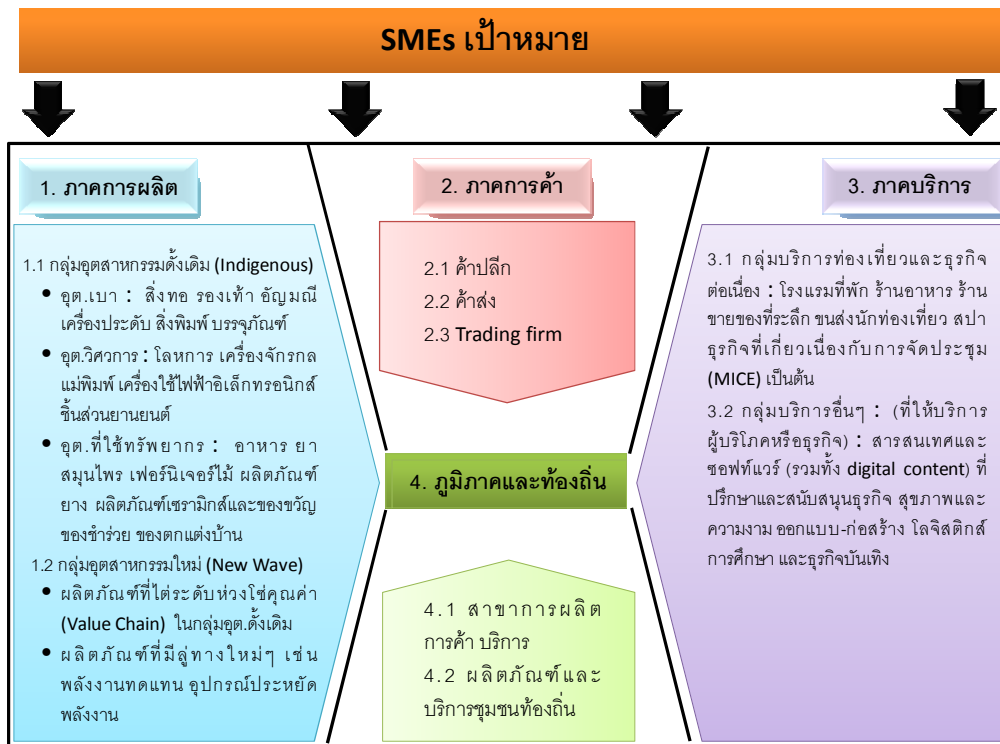 SMEs เป้าหมาย
1. ภาคการผลิต
1.1 กลุ่มอุตสาหกรรมดั้งเดิม (Indigenous)
• อุต.เบา : สิ่งทอ รองเท้า อัญมณี
เครื่องประดับ สิ่งพิมพ์ บรรจุภัณฑ์
• อุต.วิศวการ : โลหการ เครื่องจักรกล
แม่พิมพ์ เครื่องใช้ไฟฟ้าอิเล็กทรอนิกส์
ชิ้นส่วนยานยนต์
• อุต.ที่ใช้ทรัพยากร : อาหาร ยา
สมุนไพร เฟอร์นิเจอร์ไม้ ผลิตภัณฑ์
ยาง ผลิตภัณฑ์เซรามิกส์และของขวัญ
ของชำร่วย ของตกแต่งบ้าน
1.2 กลุ่มอุตสาหกรรมใหม่ (New Wave)
• ผลิตภัณฑ์ที่ไต่ระดับห่วงโซ่คุณค่า
(Value Chain) ในกลุ่มอุต.ดั้งเดิม
• ผลิตภัณฑ์ที่มีลู่ทางใหม่ๆ เช่น
พลังงานทดแทน อุปกรณ์ประหยัด
พลังงาน
2. ภาคการค้า
2.1 ค้าปลีก
2.2 ค้าส่ง
2.3 Trading firm
3. ภาคบริการ
3.1 กลุ่มบริการท่องเที่ยวและธุรกิจ
ต่อเนื่อง : โรงแรมที่พัก ร้านอาหาร ร้าน
ขายของที่ระลึก ขนส่งนักท่องเที่ยว สปา
ธุรกิจที่เกี่ยวเนื่องกับการจัดประชุม
(MICE) เป็นต้น
3.2 กลุ่มบริการอื่นๆ : (ที่ให้บริการ
ผู้บริโภคหรือธุรกิจ) : สารสนเทศและ
ซอฟท์แวร์ (รวมทั้ง digital content) ที่
ปรึกษาและสนับสนุนธุรกิจ สุขภาพและ
ความงาม ออกแบบ-ก่อสร้าง โลจิสติกส์
การศึกษา และธุรกิจบันเทิง
4. ภูมิภาคและท้องถิ่น
4.1 สาขาการผลิต
การค้า บริการ
4.2 ผลิตภัณฑ์และ
บริการชุมชนท้องถิ่น